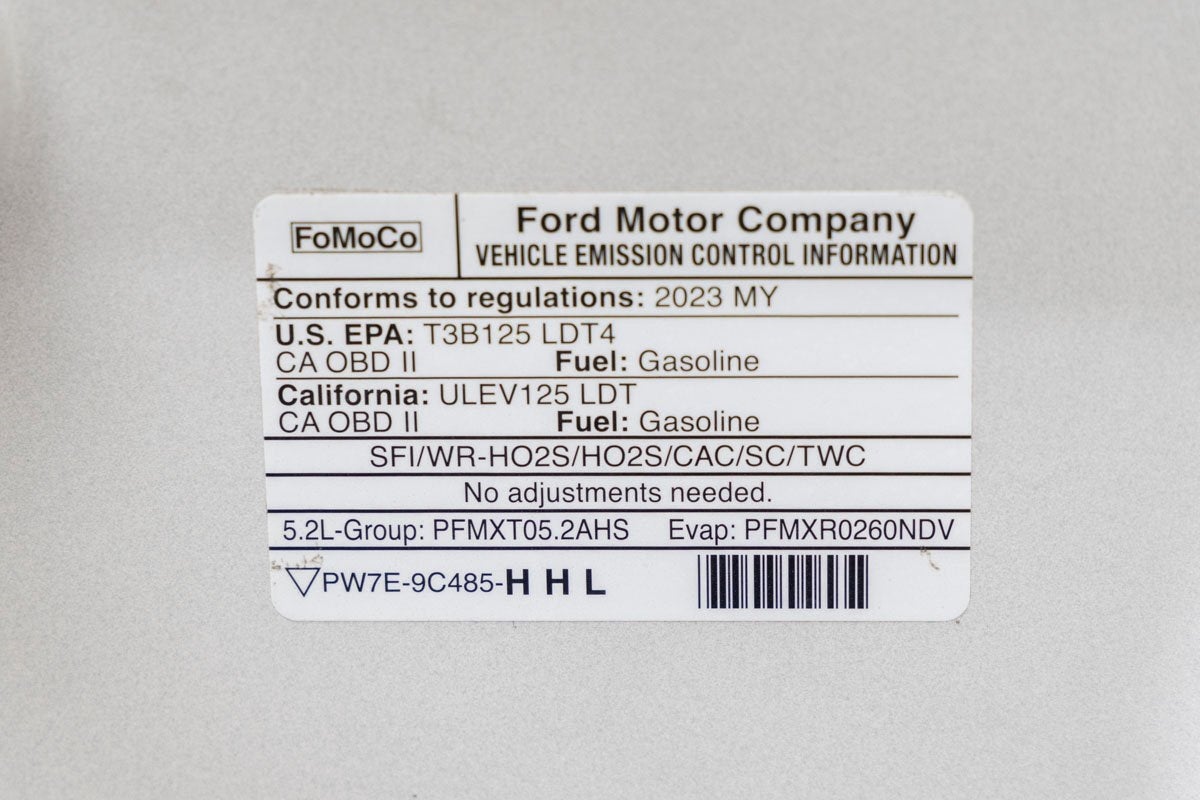 FoMoCo
Ford Motor Company
VEHICLE EMISSION CONTROL INFORMATION
Conforms to regulations: 2023 MY
U.S. EPA: T3B125 LDT4
CA OBD II Fuel: Gasoline
California: ULEV125 LDT
CA OBD II Fuel: Gasoline
SFI/WR-HO2S/HO2S/CAC/SC/TWC
No adjustments needed.
5.2L-Group: PFMXT05.2AHS Evap: PFMXR0260NDV
PW7E-9C485-H H L